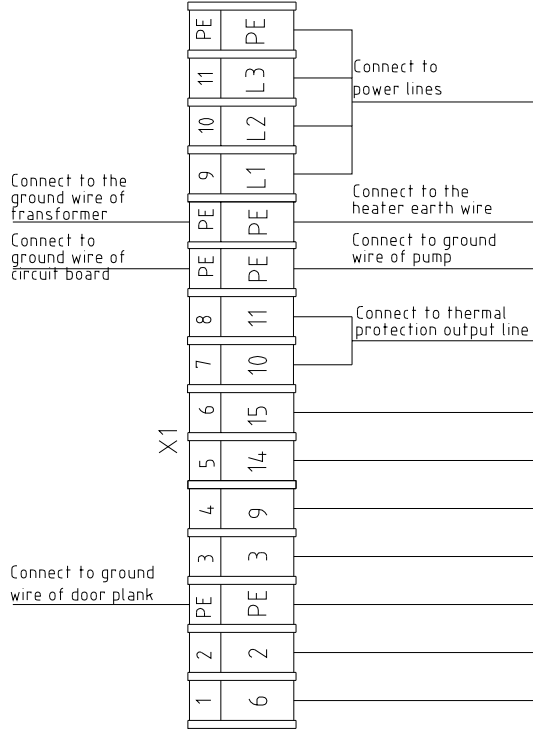 PE PE
11 L3
Connect to
power lines
10 L2
9 L1
Connect to the
ground wire of
fransformer
PE PE
Connect to the
heater earth wire
Connect to
ground wire of
circuit board
PE PE
Connect to ground
wire of pump
8 11
Connect to thermal
protection output line
7 10
6 15
X1
5 14
4 9
3 3
Connect to ground
wire of door plank
PE PE
2 2
1 6